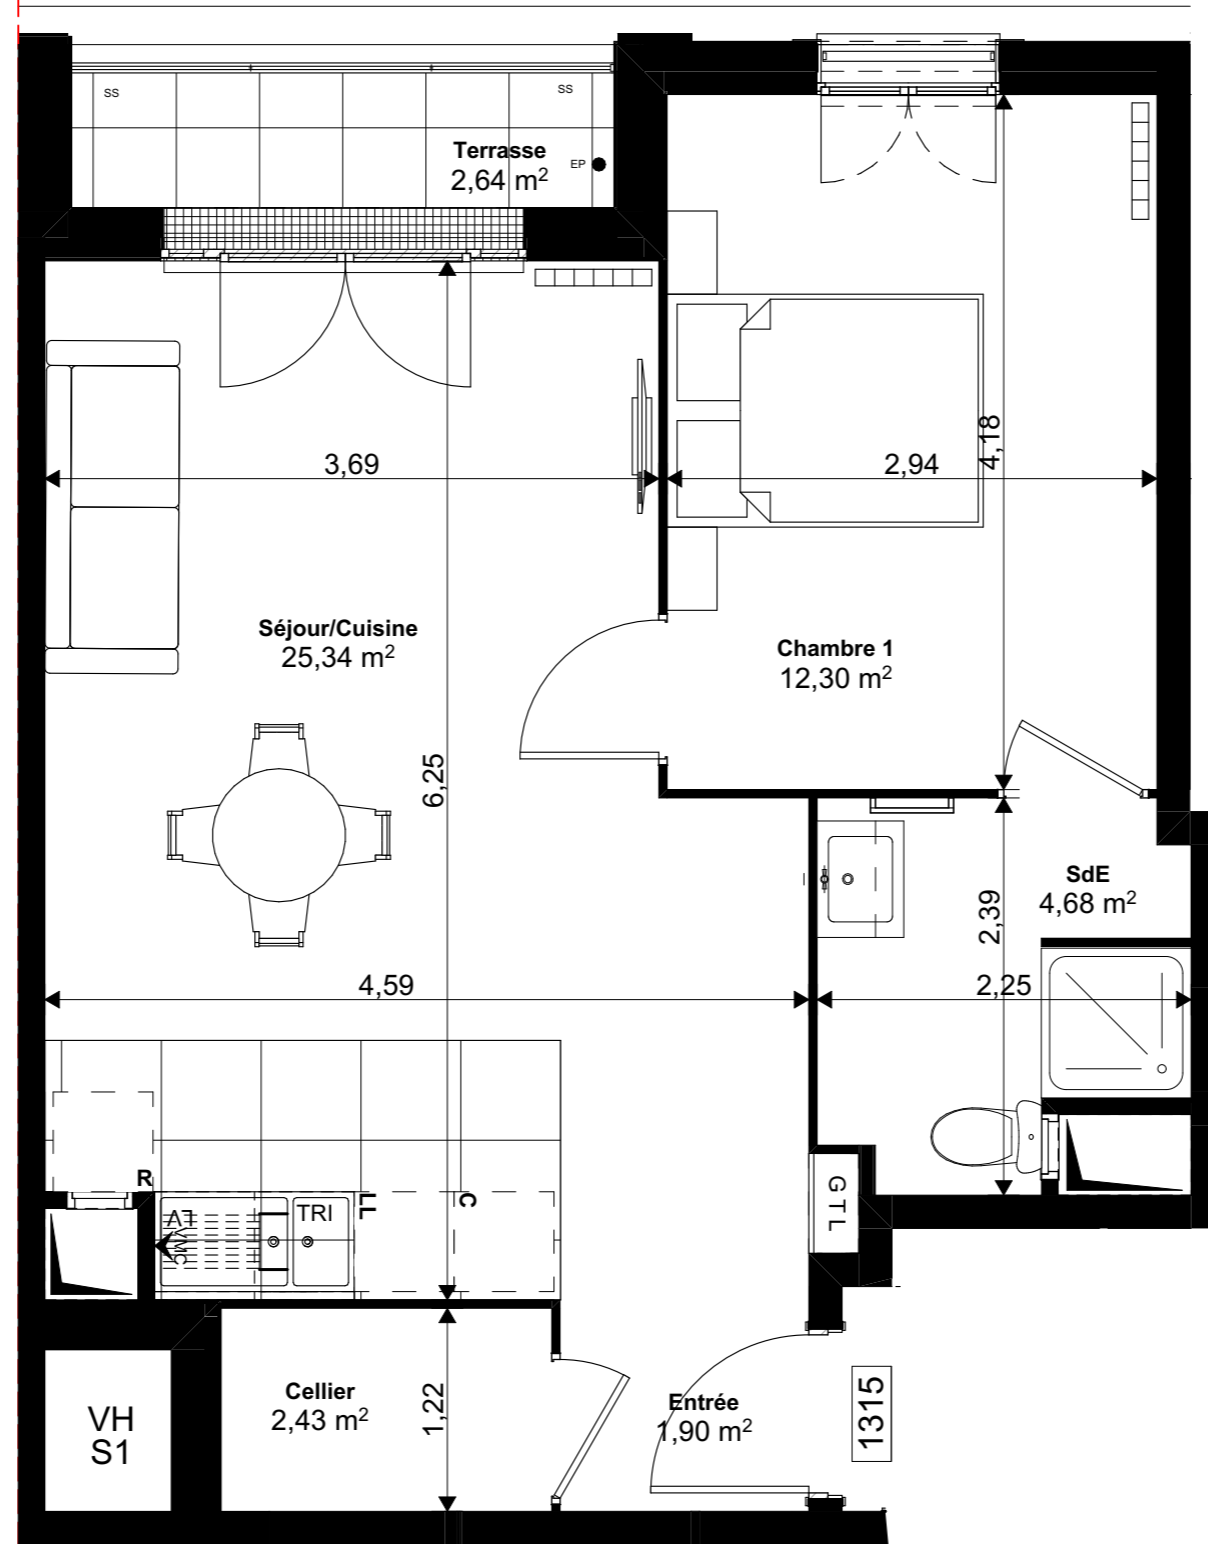 SS
SS
Terrasse
2,64 m²
EP
3,69
2,94
4,18
Séjour/Cuisine
25,34 m²
Chambre 1
12,30 m²
6,25
SdE
4,68 m²
2,39
4,59
2,25
R
LV
VMC
TRI
LL
C
GTL
Cellier
2,43 m²
1,22
Entrée
1,90 m²
1315
VH
S1